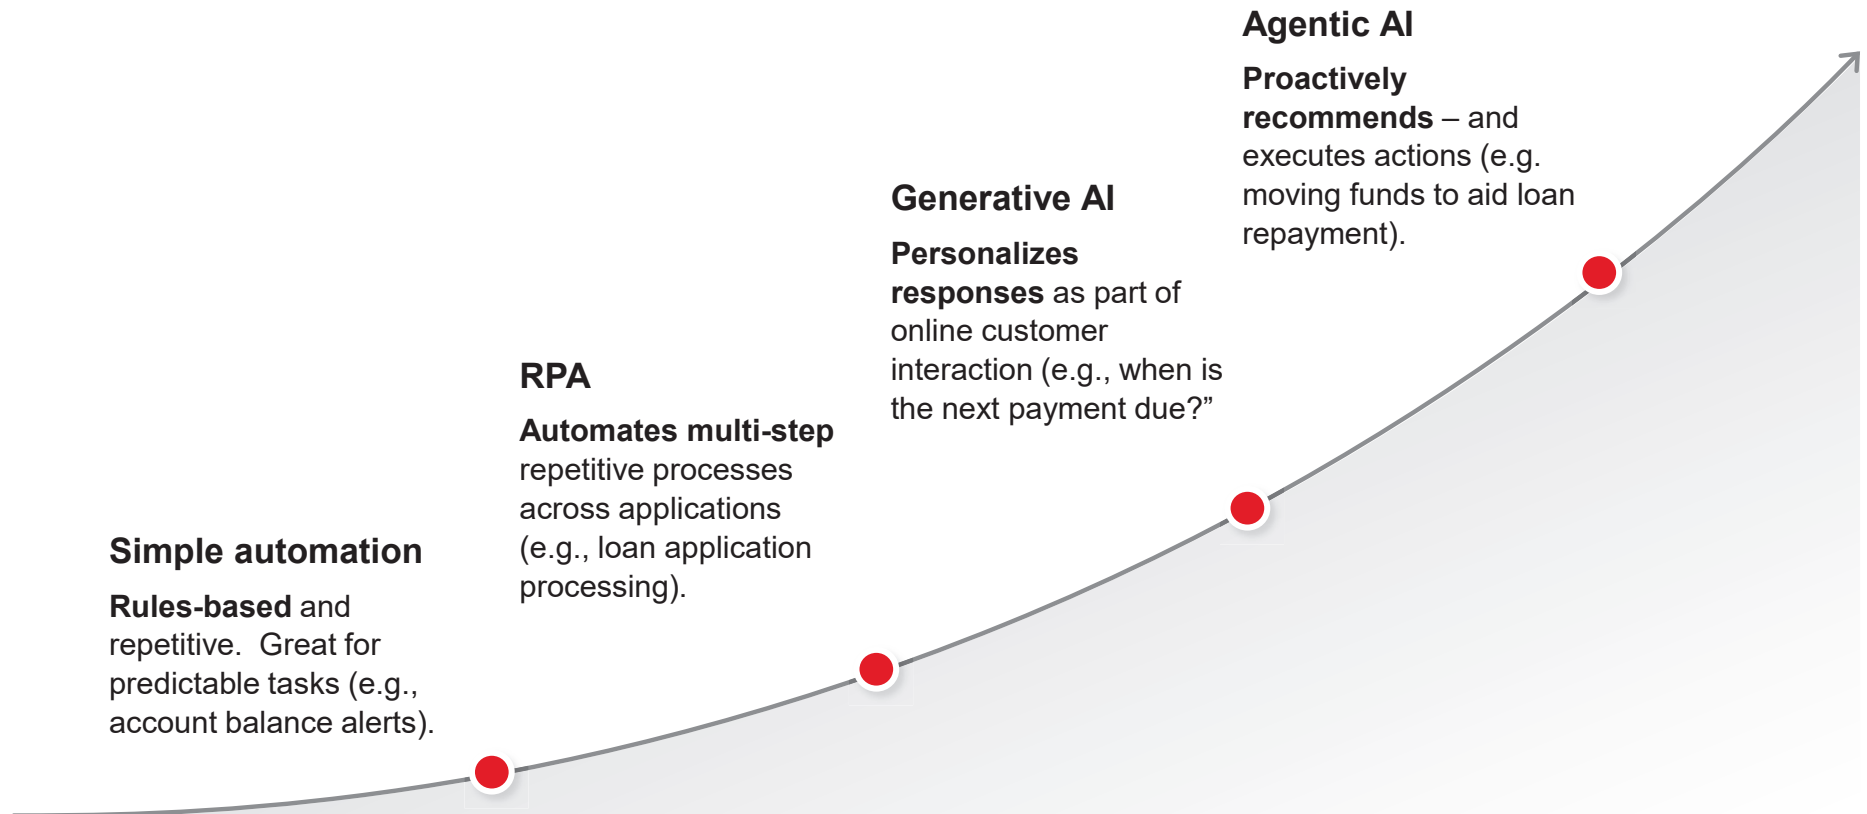 Simple automation
Rules-based and
repetitive.  Great for
predictable tasks (e.g.,
account balance alerts).
RPA
Automates multi-step
repetitive processes
across applications
(e.g., loan application
processing).
Generative AI
Personalizes
responses as part of
online customer
interaction (e.g., when is
the next payment due?”
Agentic AI
Proactively
recommends – and
executes actions (e.g.
moving funds to aid loan
repayment).